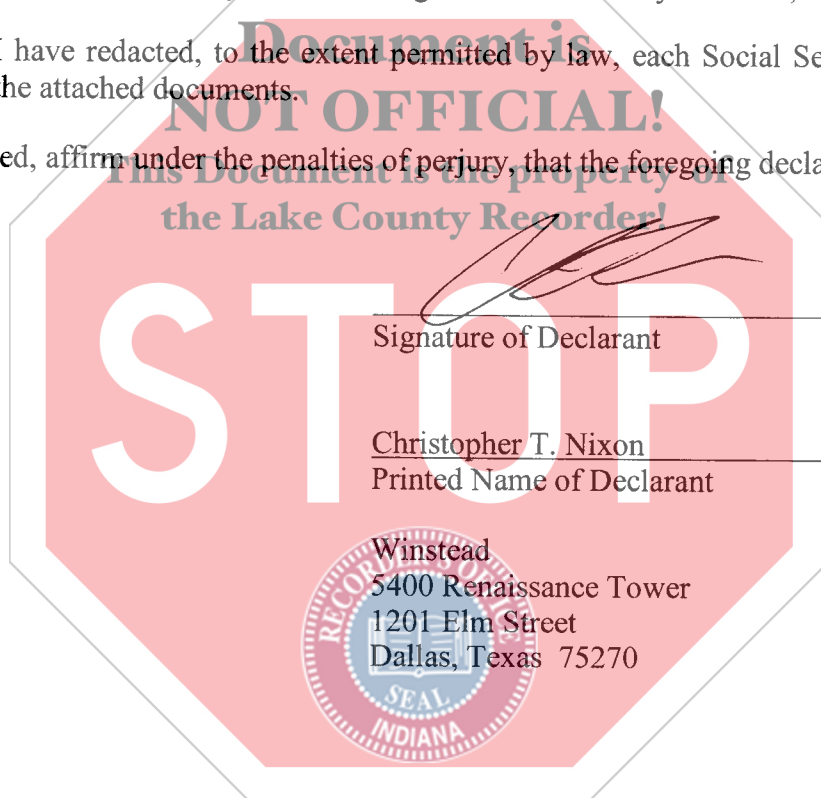 Document is
I have redacted, to the extent permitted by law, each Social Se
he attached documents.
NOT OFFICIAL!
ed, affirm under the penalties of perjury, that the foregoing decla
This Document is the property of
the Lake County Recorder!
STOP
Signature of Declarant
Christopher T. Nixon
Printed Name of Declarant
Winstead
5400 Renaissance Tower
1201 Elm Street
Dallas, Texas 75270
RECORDER'S OFFICE
SEAL
INDIANA